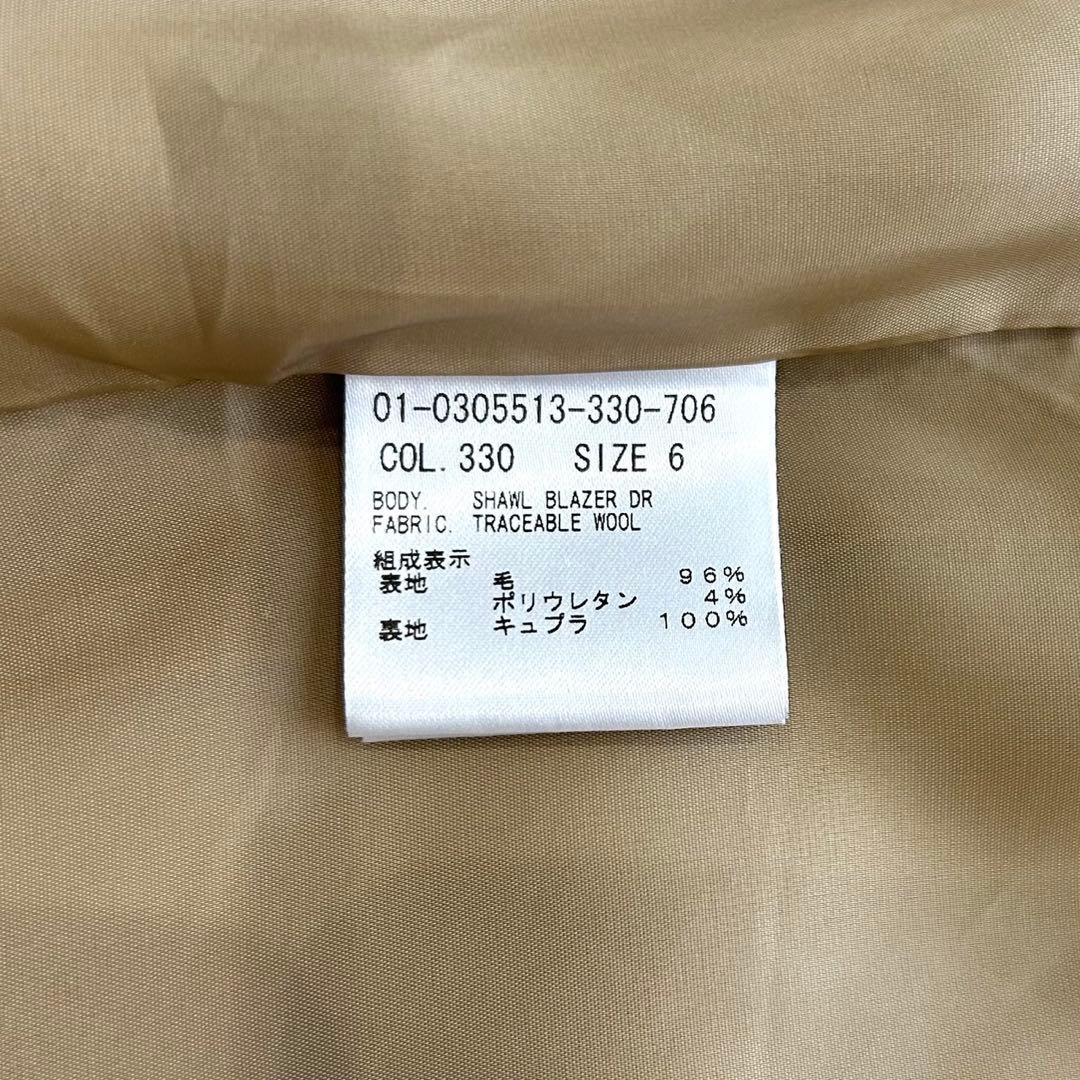 01-0305513-330-706
COL. 330 SIZE 6
BODY. SHAWL BLAZER DR
FABRIC. TRACEABLE WOOL
組成表示
表地 毛 96%
ポリウレタン 4%
裏地 キュプラ 100%